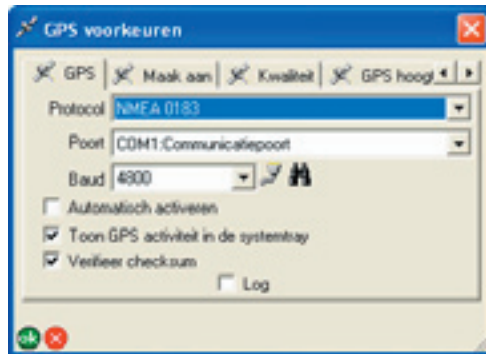 GPS voorkeuren
GPS Maak aan Kwaliteit GPS hoogt
Protocol NMEA 0183
Poort COM1:Communicatiepoort
Baud 4800
Automatisch activeren
Toon GPS activiteit in de systemtray
Verifieer checksum
Log
ok